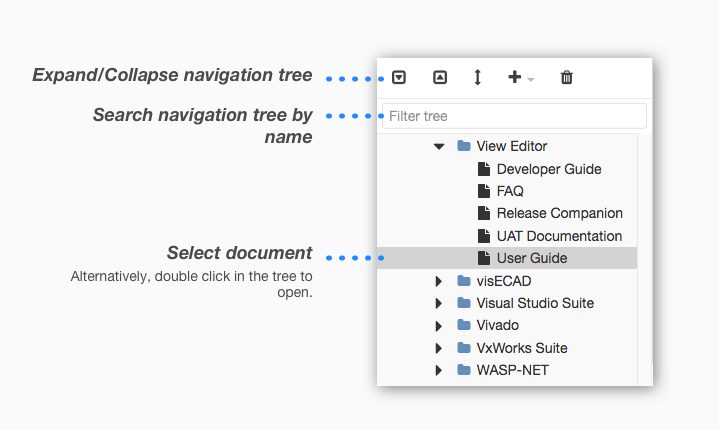 Expand/Collapse navigation tree
Search navigation tree by
name
Filter tree
View Editor
Developer Guide
FAQ
Release Companion
UAT Documentation
Select document
User Guide
Alternatively, double click in the tree to
open.
visECAD
Visual Studio Suite
Vivado
VxWorks Suite
WASP-NET